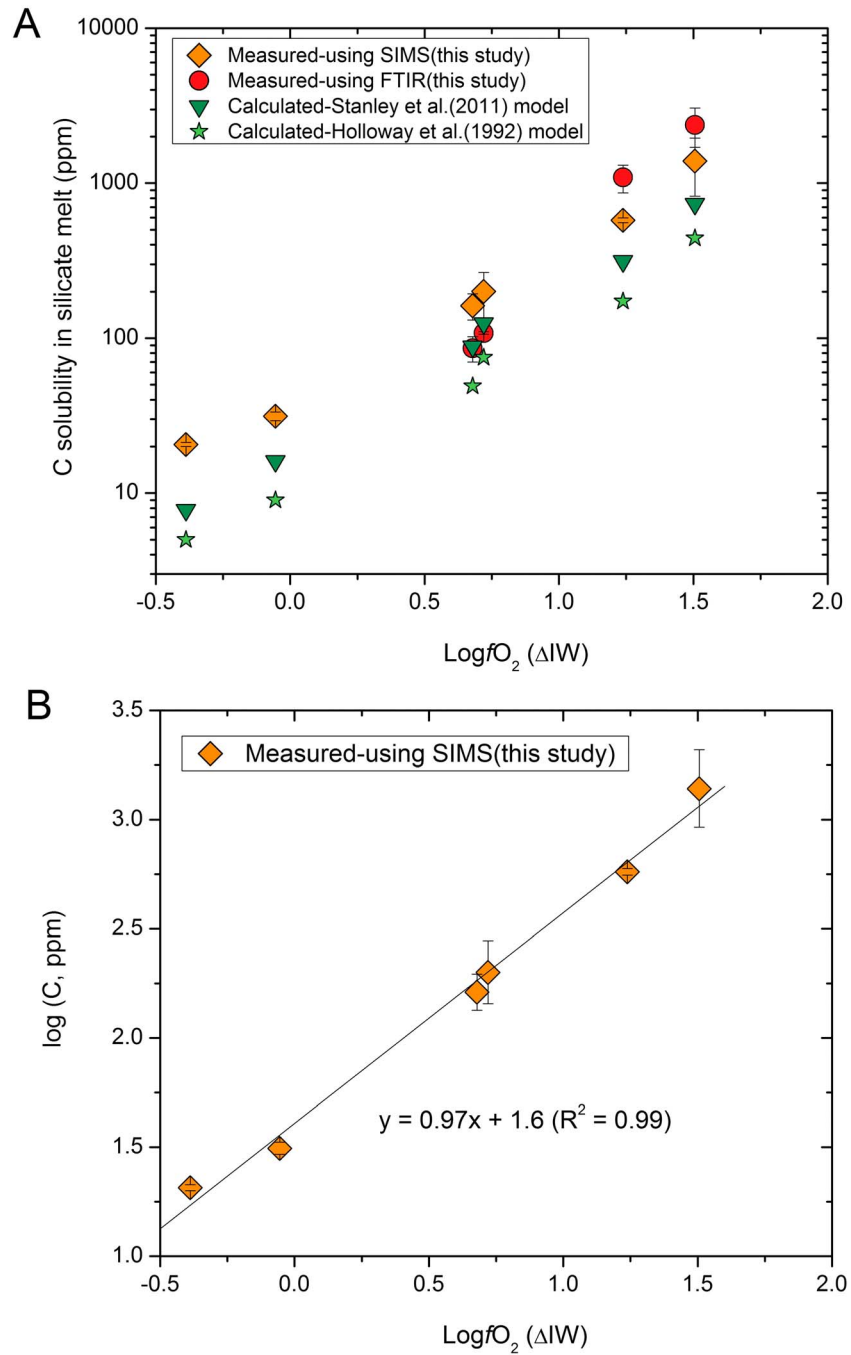 A
10000
1000
100
10
C solubility in silicate melt (ppm)
Measured-using SIMS(this study)
Measured-using FTIR(this study)
Calculated-Stanley et al.(2011) model
Calculated-Holloway et al.(1992) model
-0.5 0.0 0.5 1.0 1.5 2.0
LogfO₂ (ΔIW)
B
3.5
3.0
2.5
2.0
1.5
1.0
log (C, ppm)
Measured-using SIMS(this study)
y = 0.97x + 1.6 (R² = 0.99)
-0.5 0.0 0.5 1.0 1.5 2.0
LogfO₂ (ΔIW)